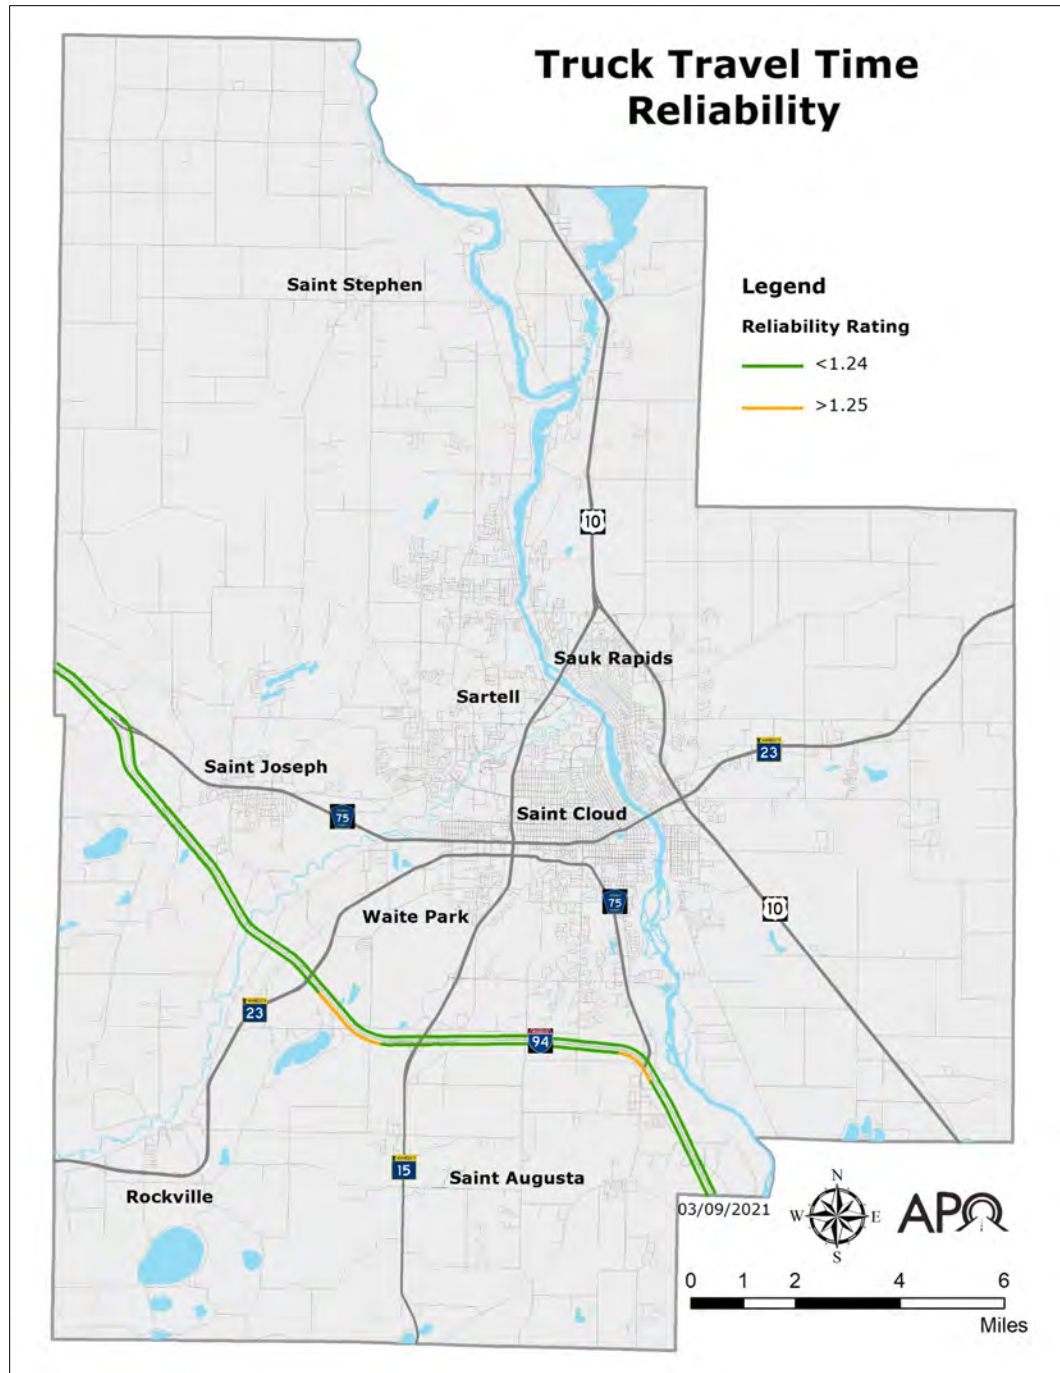 Truck Travel Time
Reliability
Saint Stephen
Legend
Reliability Rating
<1.24
>1.25
10
Sauk Rapids
Sartell
23
Saint Joseph
75
Saint Cloud
75
10
Waite Park
23
94
15
Saint Augusta
Rockville
03/09/2021
N
W
E
S
APO
0 1 2 4 6
Miles